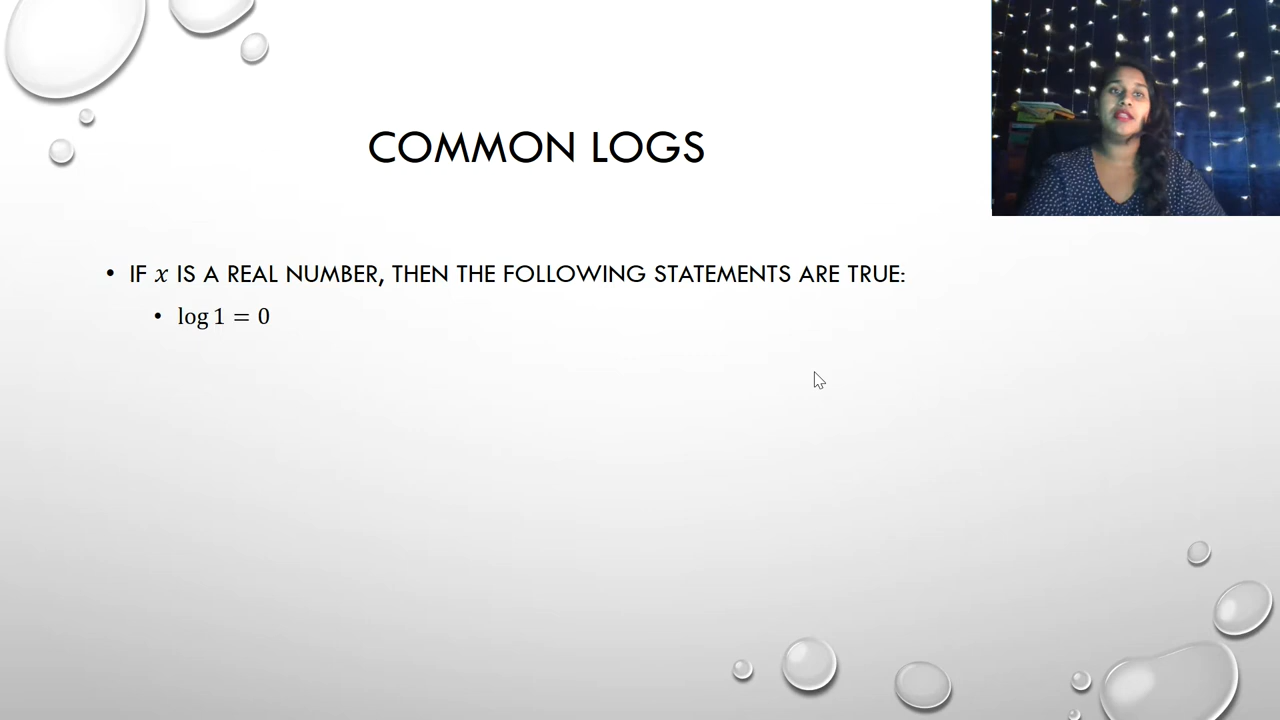 COMMON LOGS
• IF x IS A REAL NUMBER, THEN THE FOLLOWING STATEMENTS ARE TRUE:
• log 1 = 0